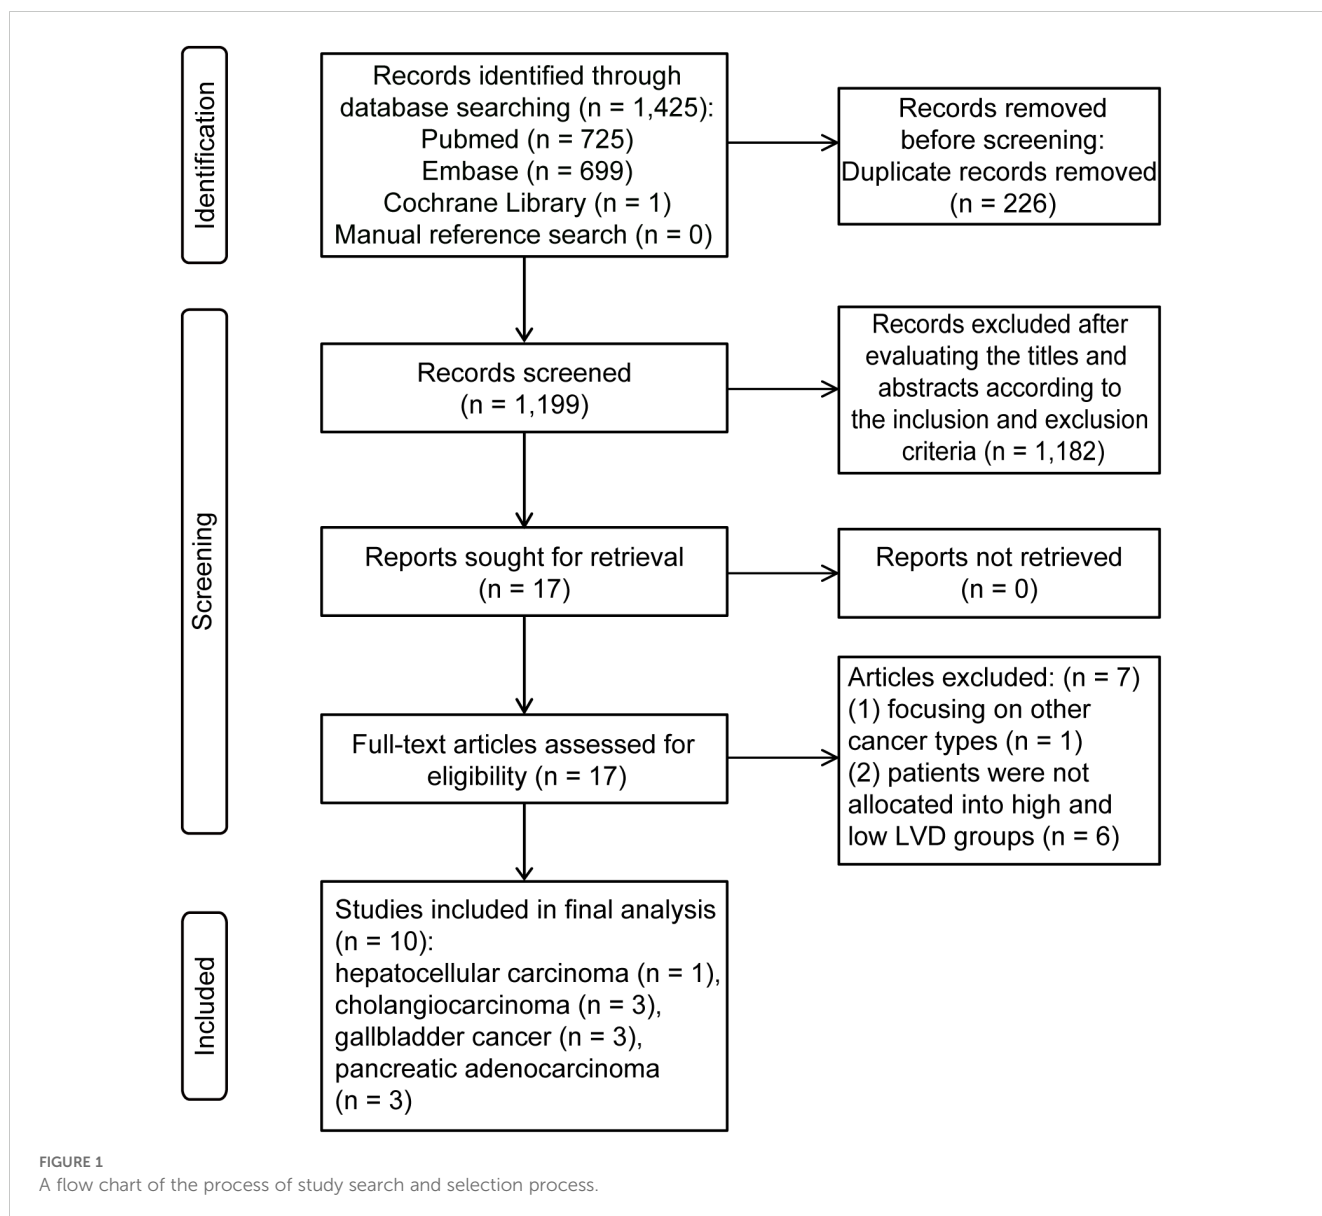 Identification
Records identified through
database searching (n = 1,425):
Pubmed (n = 725)
Embase (n = 699)
Cochrane Library (n = 1)
Manual reference search (n = 0)
Records removed
before screening:
Duplicate records removed
(n = 226)
Screening
Records screened
(n = 1,199)
Records excluded after
evaluating the titles and
abstracts according to
the inclusion and exclusion
criteria (n = 1,182)
Reports sought for retrieval
(n = 17)
Reports not retrieved
(n = 0)
Full-text articles assessed for
eligibility (n = 17)
Articles excluded: (n = 7)
(1) focusing on other
cancer types (n = 1)
(2) patients were not
allocated into high and
low LVD groups (n = 6)
Included
Studies included in final analysis
(n = 10):
hepatocellular carcinoma (n = 1),
cholangiocarcinoma (n = 3),
gallbladder cancer (n = 3),
pancreatic adenocarcinoma
(n = 3)
FIGURE 1
A flow chart of the process of study search and selection process.